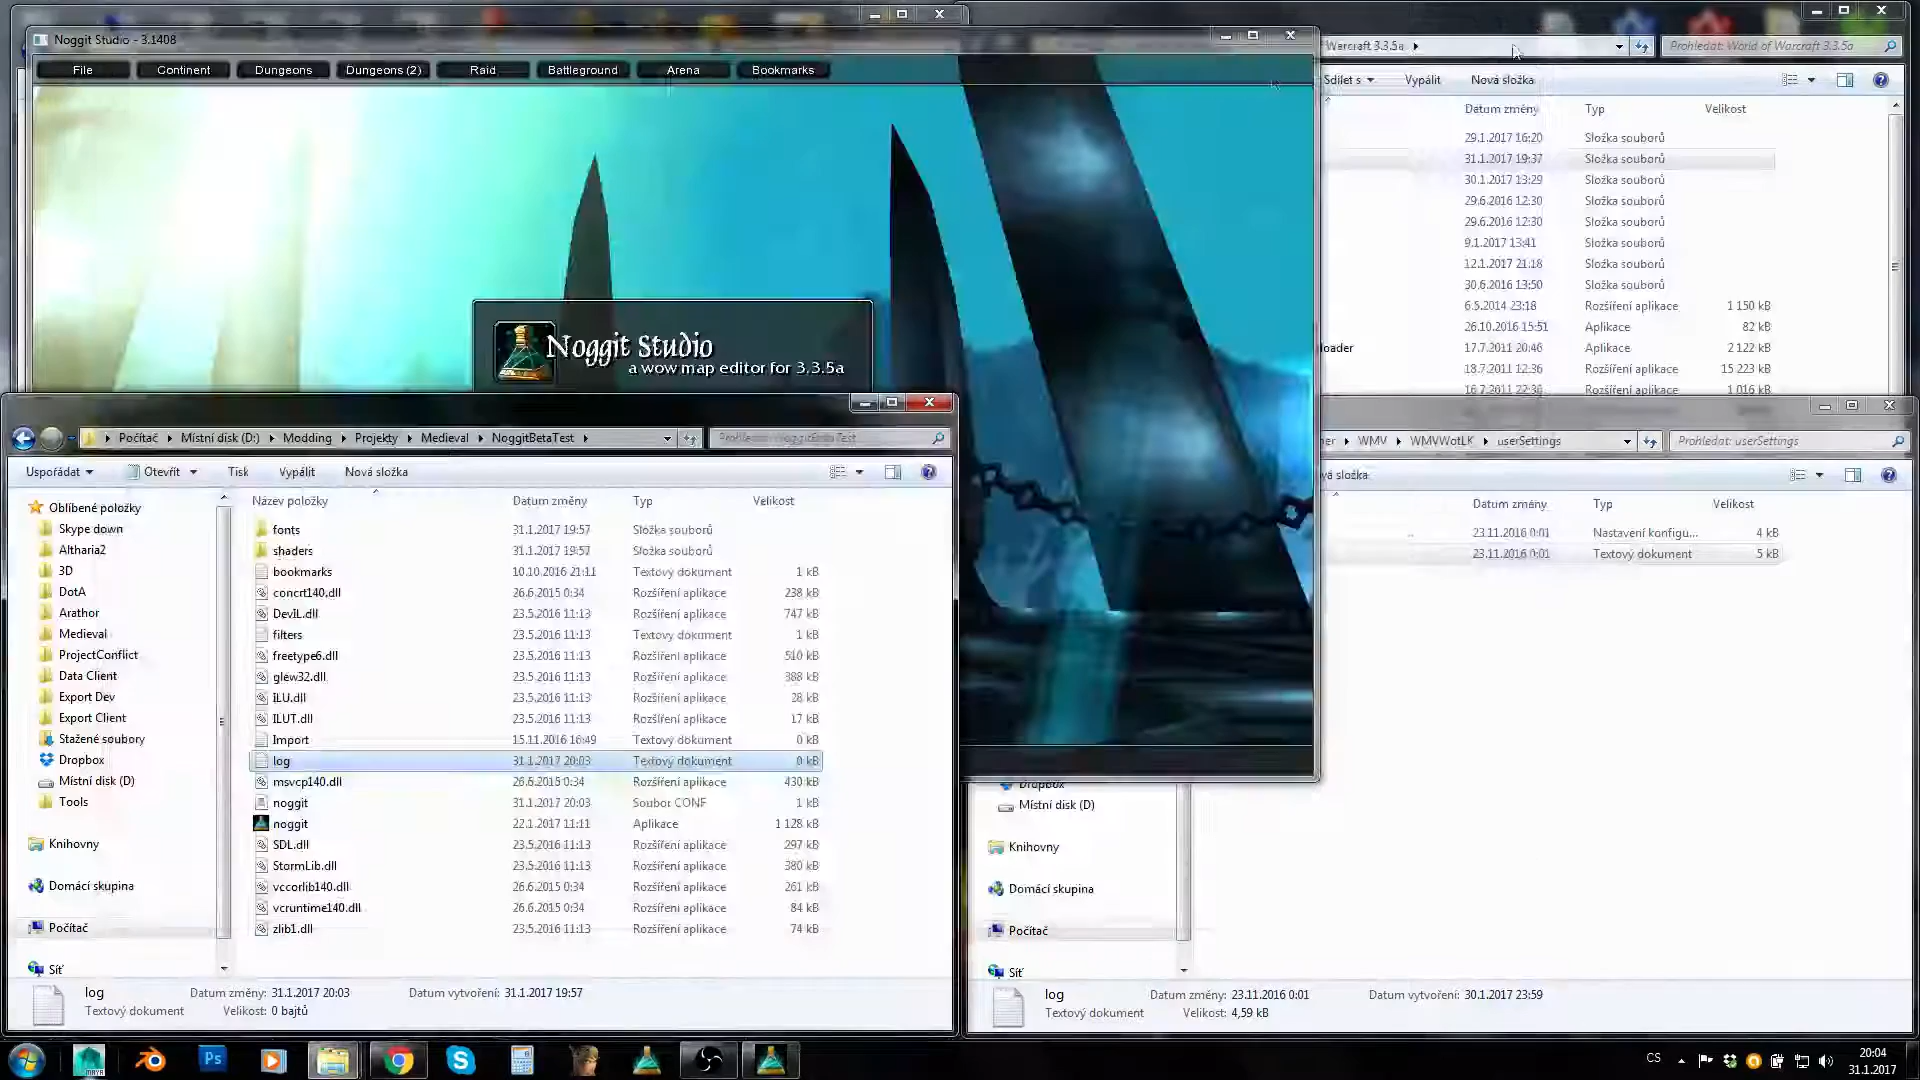 Noggit Studio - 3.1408
File Continent Dungeons Dungeons (2) Raid Battleground Arena Bookmarks
Noggit Studio
a wow map editor for 3.3.5a
Warcraft 3.3.5a
Prohledat: World of Warcraft 3.3.5a
Sdílet s Vypálit Nová složka
Datum změny Typ Velikost
29.1.2017 16:20 Složka souborů
31.1.2017 19:37 Složka souborů
30.1.2017 13:29 Složka souborů
29.6.2016 12:30 Složka souborů
29.6.2016 12:30 Složka souborů
9.1.2017 13:41 Složka souborů
12.1.2017 21:18 Složka souborů
30.6.2016 13:50 Složka souborů
6.5.2014 23:18 Rozšíření aplikace 1 150 kB
26.10.2016 15:51 Aplikace 82 kB
loader 17.7.2011 20:46 Aplikace 2 122 kB
18.7.2011 12:36 Rozšíření aplikace 15 223 kB
16.7.2011 22:36 Rozšíření aplikace 1 016 kB
Počítač Místní disk (D:) Modding Projekty Medieval NoggitBetaTest
Prohledat: NoggitBetaTest
Uspořádat Otevřít Tisk Vypálit Nová složka
Oblíbené položky
Skype down
Altharia2
3D
DotA
Arathor
Medieval
ProjectConflict
Data Client
Export Dev
Export Client
Stažené soubory
Dropbox
Místní disk (D)
Tools
Knihovny
Domácí skupina
Počítač
Síť
Název položky Datum změny Typ Velikost
fonts 31.1.2017 19:57 Složka souborů
shaders 31.1.2017 19:57 Složka souborů
bookmarks 10.10.2016 21:11 Textový dokument 1 kB
concrt140.dll 26.6.2015 0:34 Rozšíření aplikace 238 kB
DevIL.dll 23.5.2016 11:13 Rozšíření aplikace 747 kB
filters 23.5.2016 11:13 Textový dokument 1 kB
freetype6.dll 23.5.2016 11:13 Rozšíření aplikace 510 kB
glew32.dll 23.5.2016 11:13 Rozšíření aplikace 388 kB
ILU.dll 23.5.2016 11:13 Rozšíření aplikace 28 kB
ILUT.dll 23.5.2016 11:13 Rozšíření aplikace 17 kB
Import 15.11.2016 16:49 Textový dokument 0 kB
log 31.1.2017 20:03 Textový dokument 0 kB
msvcp140.dll 26.6.2015 0:34 Rozšíření aplikace 430 kB
noggit 31.1.2017 20:03 Soubor CONF 1 kB
noggit 22.1.2017 11:11 Aplikace 1 128 kB
SDL.dll 23.5.2016 11:13 Rozšíření aplikace 297 kB
StormLib.dll 23.5.2016 11:13 Rozšíření aplikace 380 kB
vccorlib140.dll 26.6.2015 0:34 Rozšíření aplikace 261 kB
vcruntime140.dll 26.6.2015 0:34 Rozšíření aplikace 84 kB
zlib1.dll 23.5.2016 11:13 Rozšíření aplikace 74 kB
log Datum změny: 31.1.2017 20:03 Datum vytvoření: 31.1.2017 19:57
Textový dokument Velikost: 0 bajtů
WMV WMVWotLK userSettings
Prohledat: userSettings
složka
Datum změny Typ Velikost
23.11.2016 0:01 Nastavení konfigu... 4 kB
23.11.2016 0:01 Textový dokument 5 kB
Dropbox
Místní disk (D)
Knihovny
Domácí skupina
Počítač
Síť
log Datum změny: 23.11.2016 0:01 Datum vytvoření: 30.1.2017 23:59
Textový dokument Velikost: 4,59 kB
MAYA
Ps
CS
20:04
31.1.2017